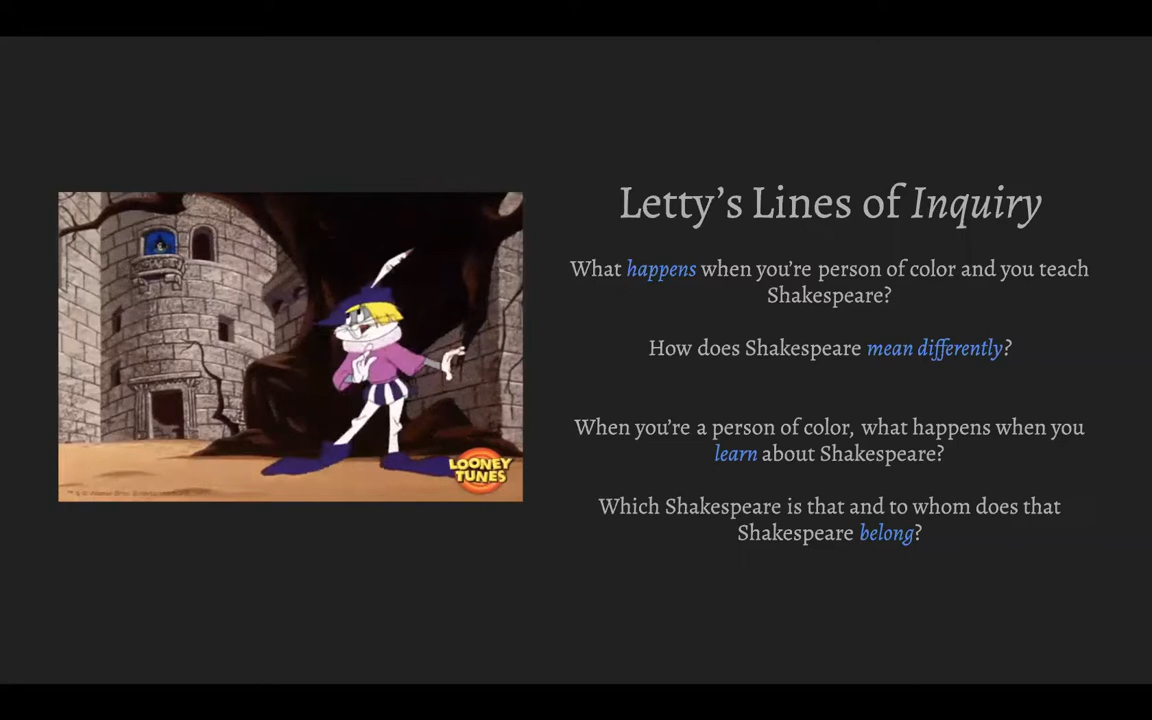 Letty's Lines of Inquiry
What happens when you're person of color and you teach
Shakespeare?
How does Shakespeare mean differently?
When you're a person of color, what happens when you
learn about Shakespeare?
Which Shakespeare is that and to whom does that
Shakespeare belong?
LOONEY
TUNES